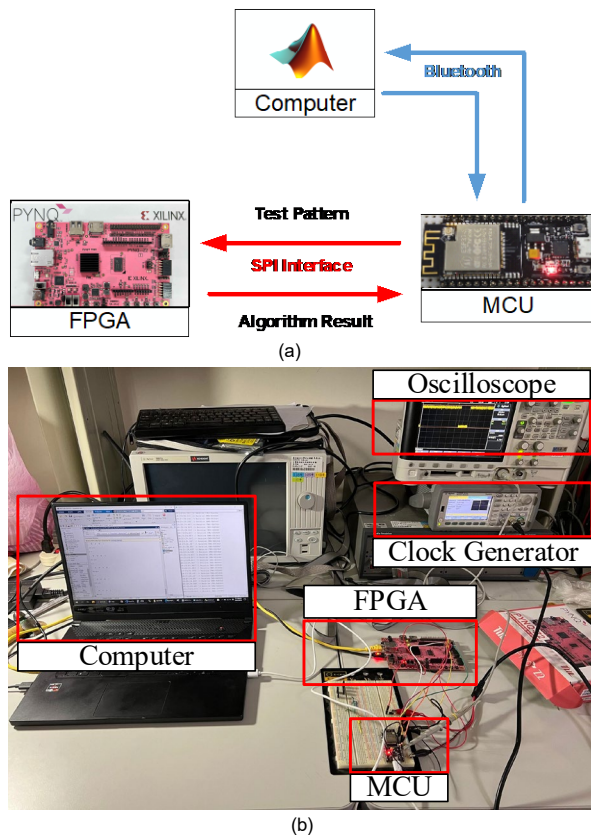 Computer
Bluetooth
PYNQ
XILINX
Test Pattern
SPI Interface
Algorithm Result
FPGA
MCU
(a)
Oscilloscope
Clock Generator
FPGA
Computer
MCU
(b)